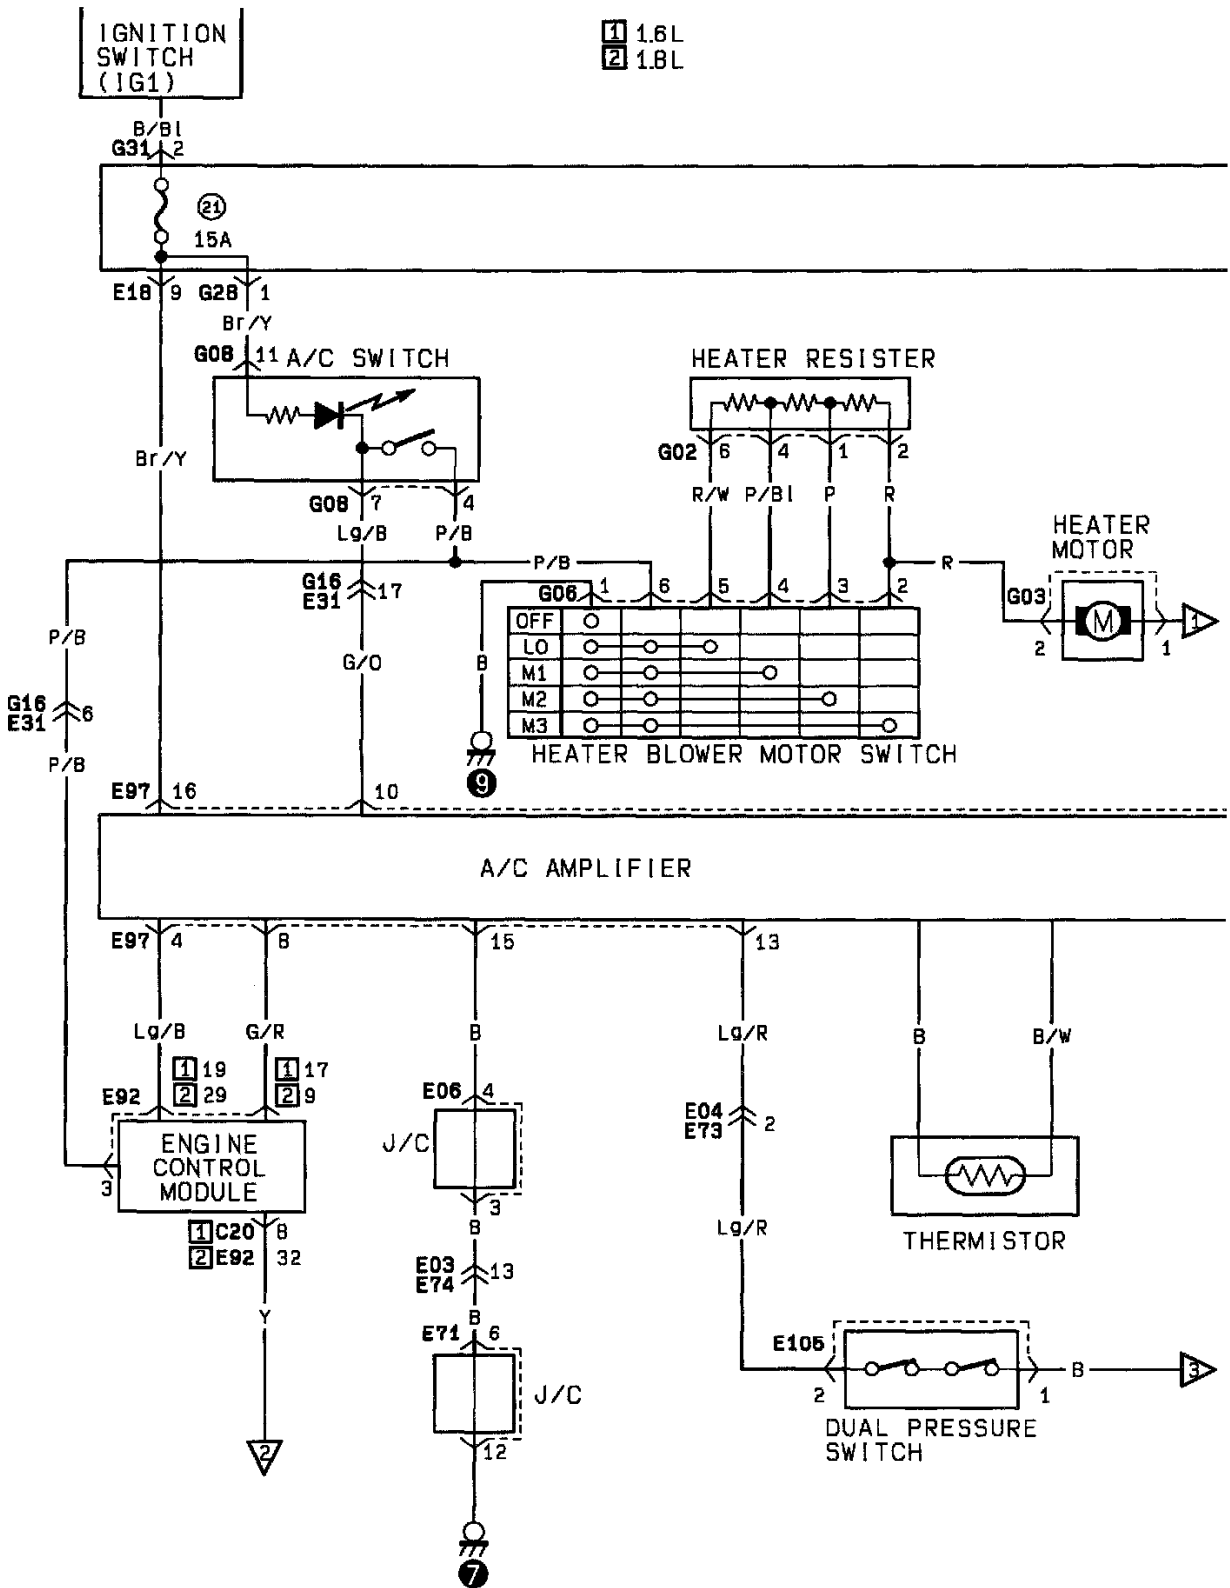 IGNITION
SWITCH
(IG1)
1 1.6L
2 1.8L
B/Bl
G31 2
21
15A
E18 9 G28 1
Br/Y
G08 11 A/C SWITCH
HEATER RESISTER
Br/Y
G02 6 4 1 2
G08 7 4
R/W P/Bl P R
Lg/B P/B
HEATER
MOTOR
P/B
R
G16
E31 17
G06 1 6 5 4 3 2
G03
M
2 1
1
OFF
LO
M1
M2
M3
P/B
G/O
B
G16
E31 6
HEATER BLOWER MOTOR SWITCH
P/B
9
E97 16 10
A/C AMPLIFIER
E97 4 8 15 13
Lg/B G/R B Lg/R B B/W
1 19 1 17
2 29 2 9
E92
E06 4
E04
E73 2
ENGINE
CONTROL
MODULE
3
J/C
3
1 C20 8
2 E92 32
B
Lg/R
THERMISTOR
E03
E74 13
Y
B
E71 6
E105
J/C
2 1 B 3
DUAL PRESSURE
SWITCH
2
12
7